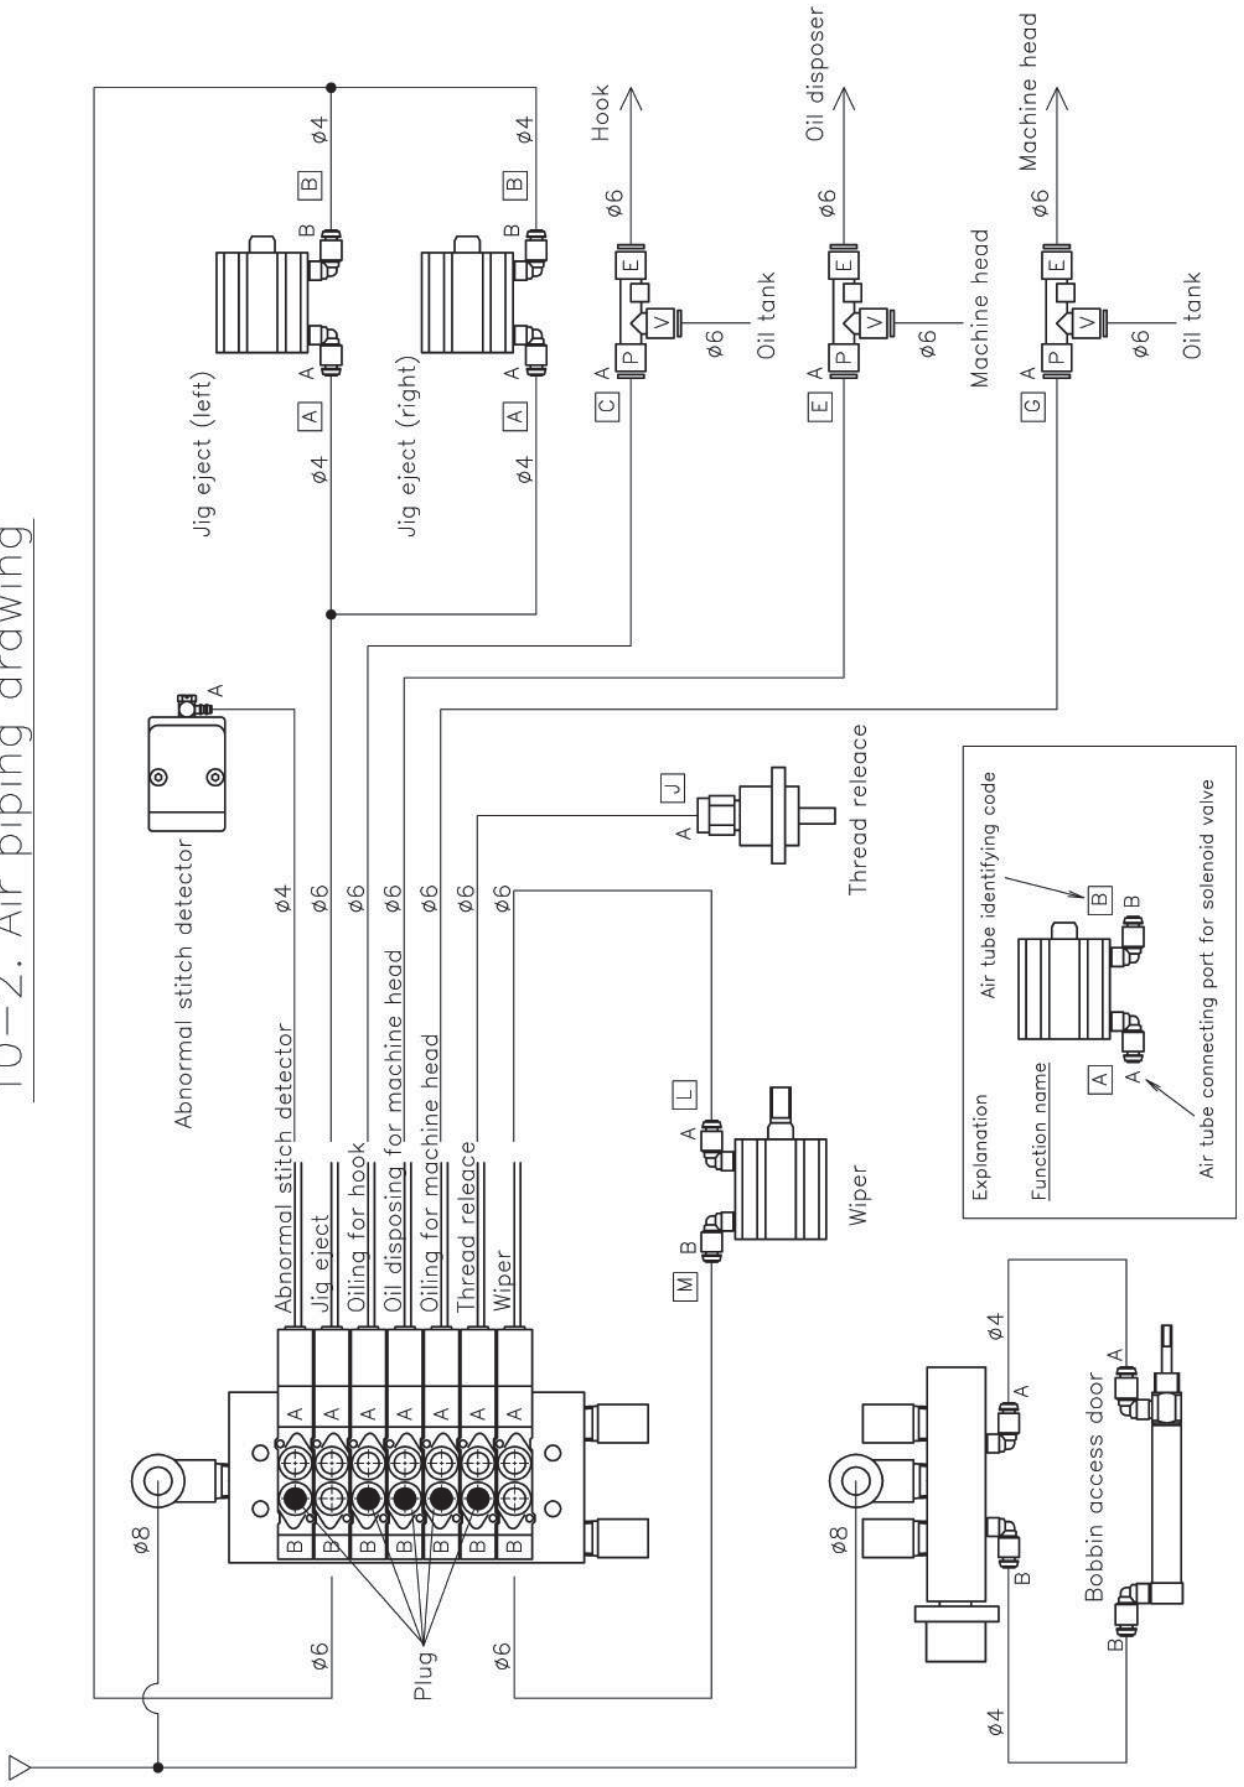 10-2. Air piping drawing
ø8
Abnormal stitch detector
A
Jig eject (left)
A
B
A
B
ø4
ø4
Jig eject (right)
A
B
A
B
ø4
ø4
B A
B A
B A
B A
B A
B A
B A
Abnormal stitch detector
ø4
Jig eject
ø6
Oiling for hook
ø6
Oil disposing for machine head
ø6
Oiling for machine head
ø6
Thread releace
ø6
Wiper
ø6
ø6
Plug
ø6
Hook
C
A
P
E
V
ø6
ø6
Oil tank
Oil disposer
E
A
P
E
V
ø6
ø6
Machine head
Machine head
G
A
P
E
V
ø6
ø6
Oil tank
M
B
A
L
Wiper
J
A
Thread releace
ø8
B
A
ø4
ø4
Bobbin access door
B
A
Explanation
Air tube identifying code
Function name
A
B
A
B
Air tube connecting port for solenoid valve